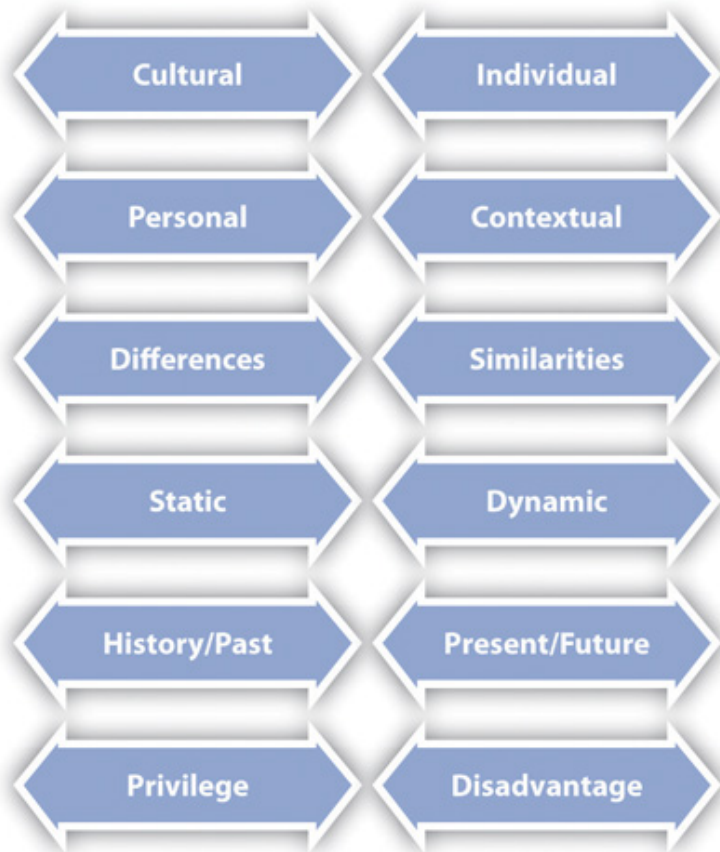 Cultural
Individual
Personal
Contextual
Differences
Similarities
Static
Dynamic
History/Past
Present/Future
Privilege
Disadvantage